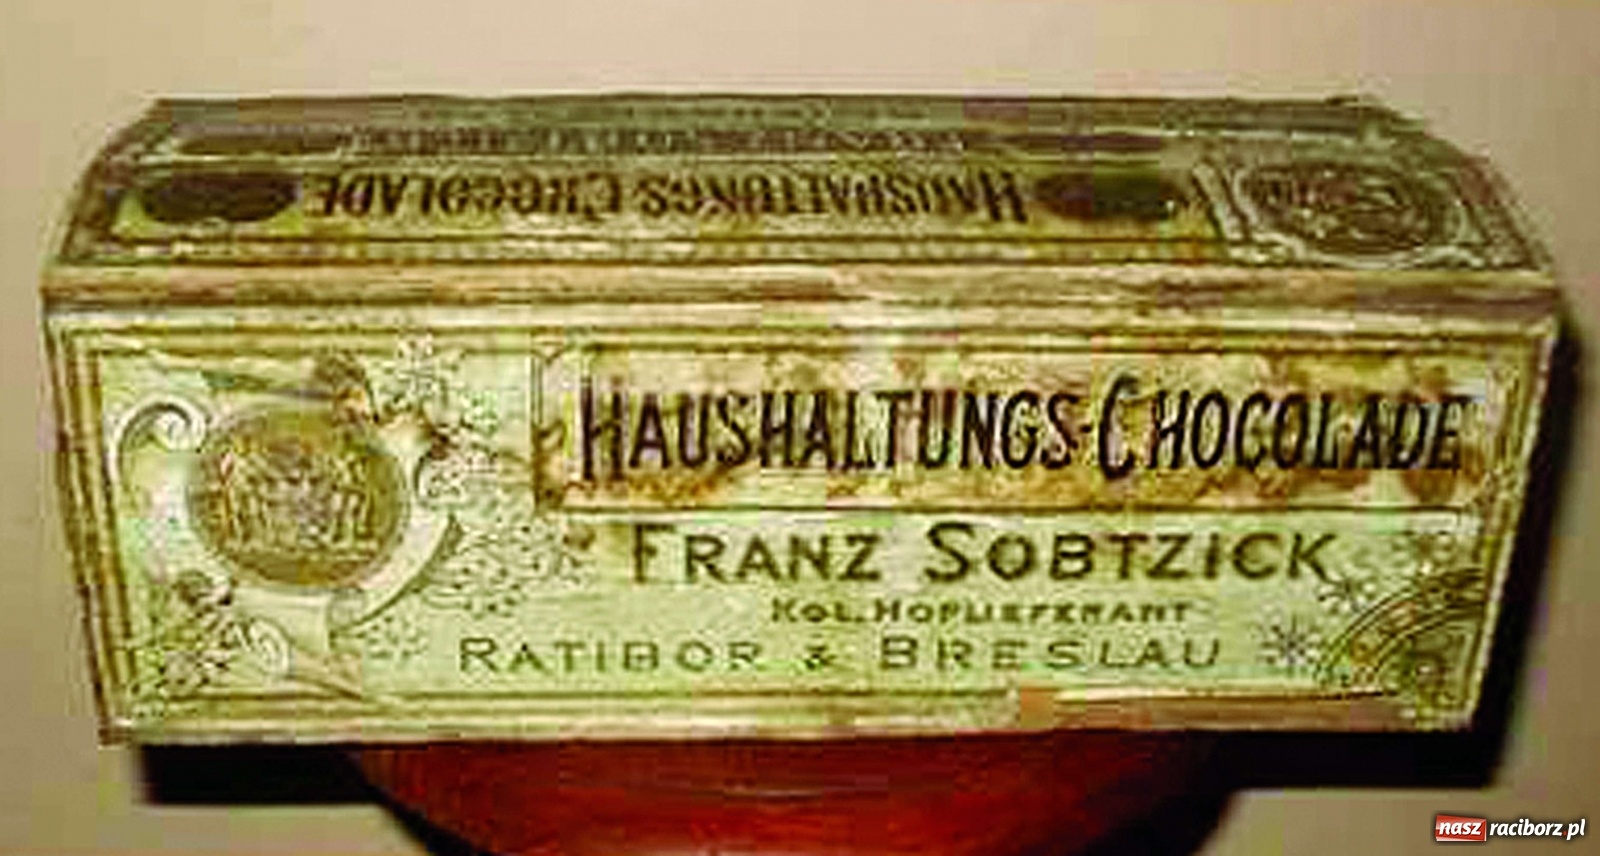 HAUSHALTUNGS CHOCOLADE
HAUSHALTUNGS-CHOCOLADE
FRANZ SOBTZICK
KGL. HOFLIEFERANT
RATIBOR & BRESLAU
nasz raciborz.pl